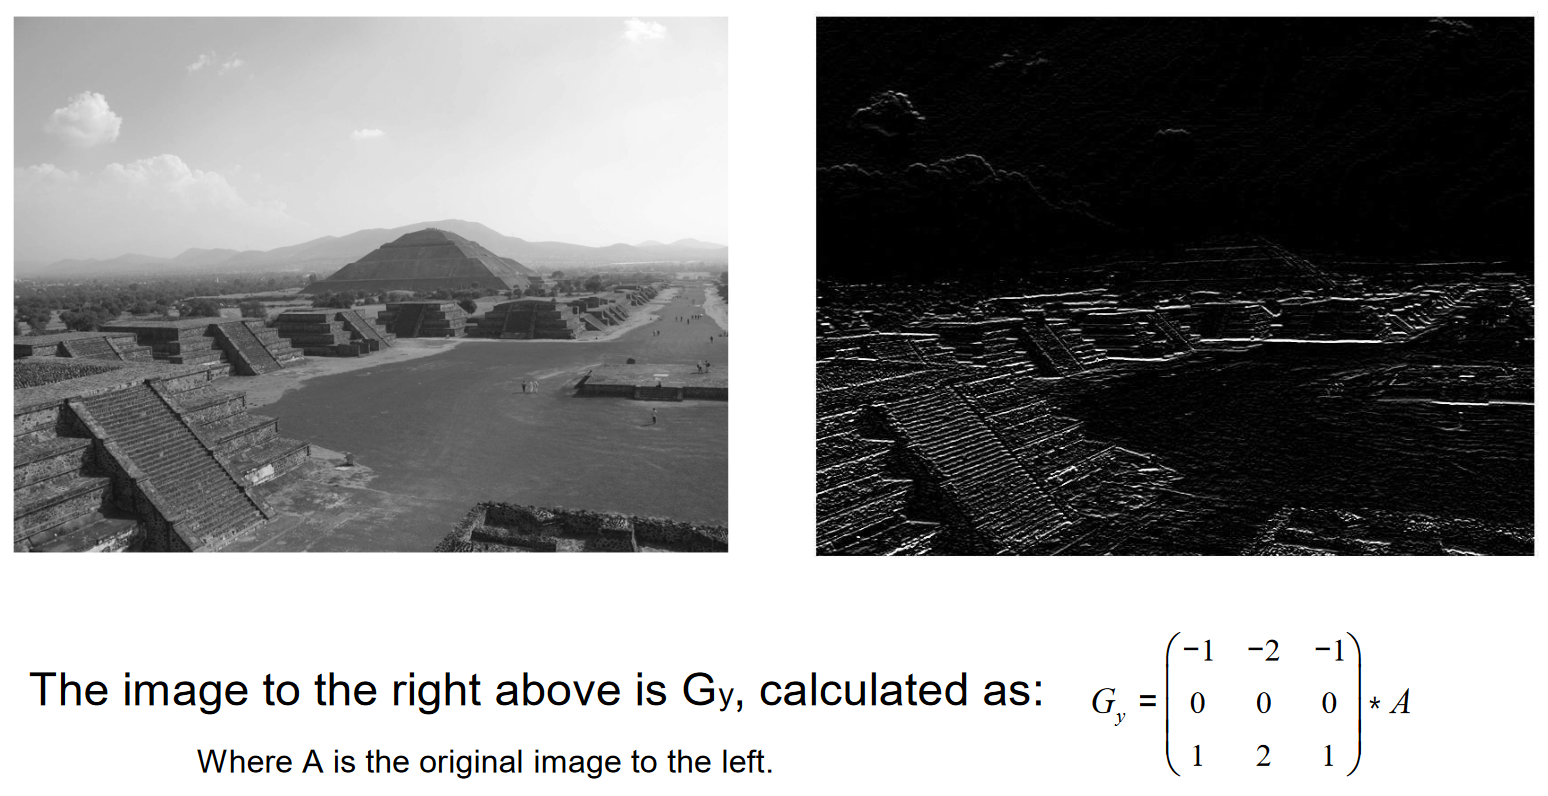 The image to the right above is Gy, calculated as:
Gy = (-1 -2 -1
0 0 0
1 2 1) * A
Where A is the original image to the left.